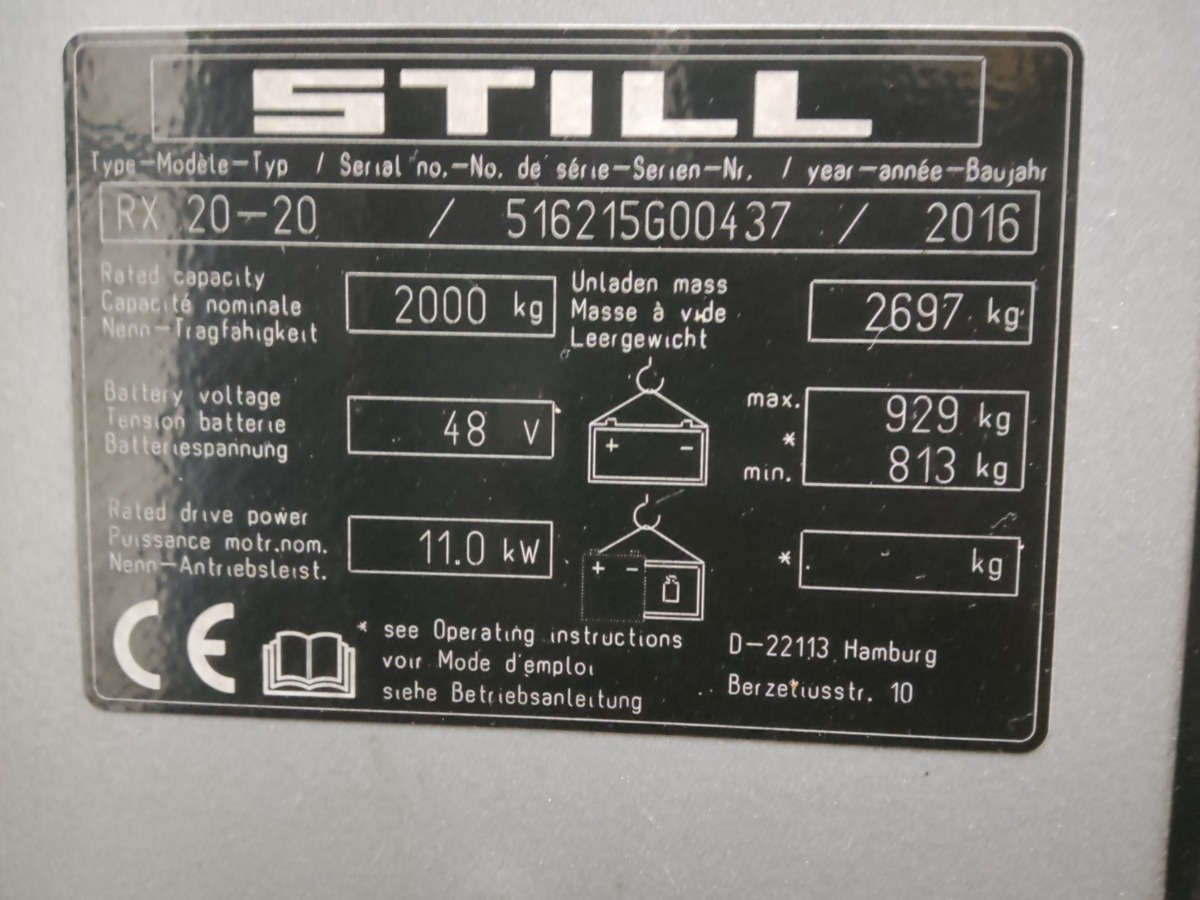 STILL
Type-Modèle-Typ / Serial no.-No. de série-Serien-Nr. / year-année-Baujahr
RX 20-20 / 516215G00437 / 2016
Rated capacity
Capacité nominale
Nenn-Tragfähigkeit
2000 kg
Unladen mass
Masse à vide
Leergewicht
2697 kg
Battery voltage
Tension batterie
Batteriespannung
48 V
+ -
max. 929 kg
*
min. 813 kg
Rated drive power
Puissance motr.nom.
Nenn-Antriebsleist.
11.0 kW
+ -
* - kg
CE
* see Operating instructions
voir Mode d'emploi
siehe Betriebsanleitung
D-22113 Hamburg
Berzeliusstr. 10